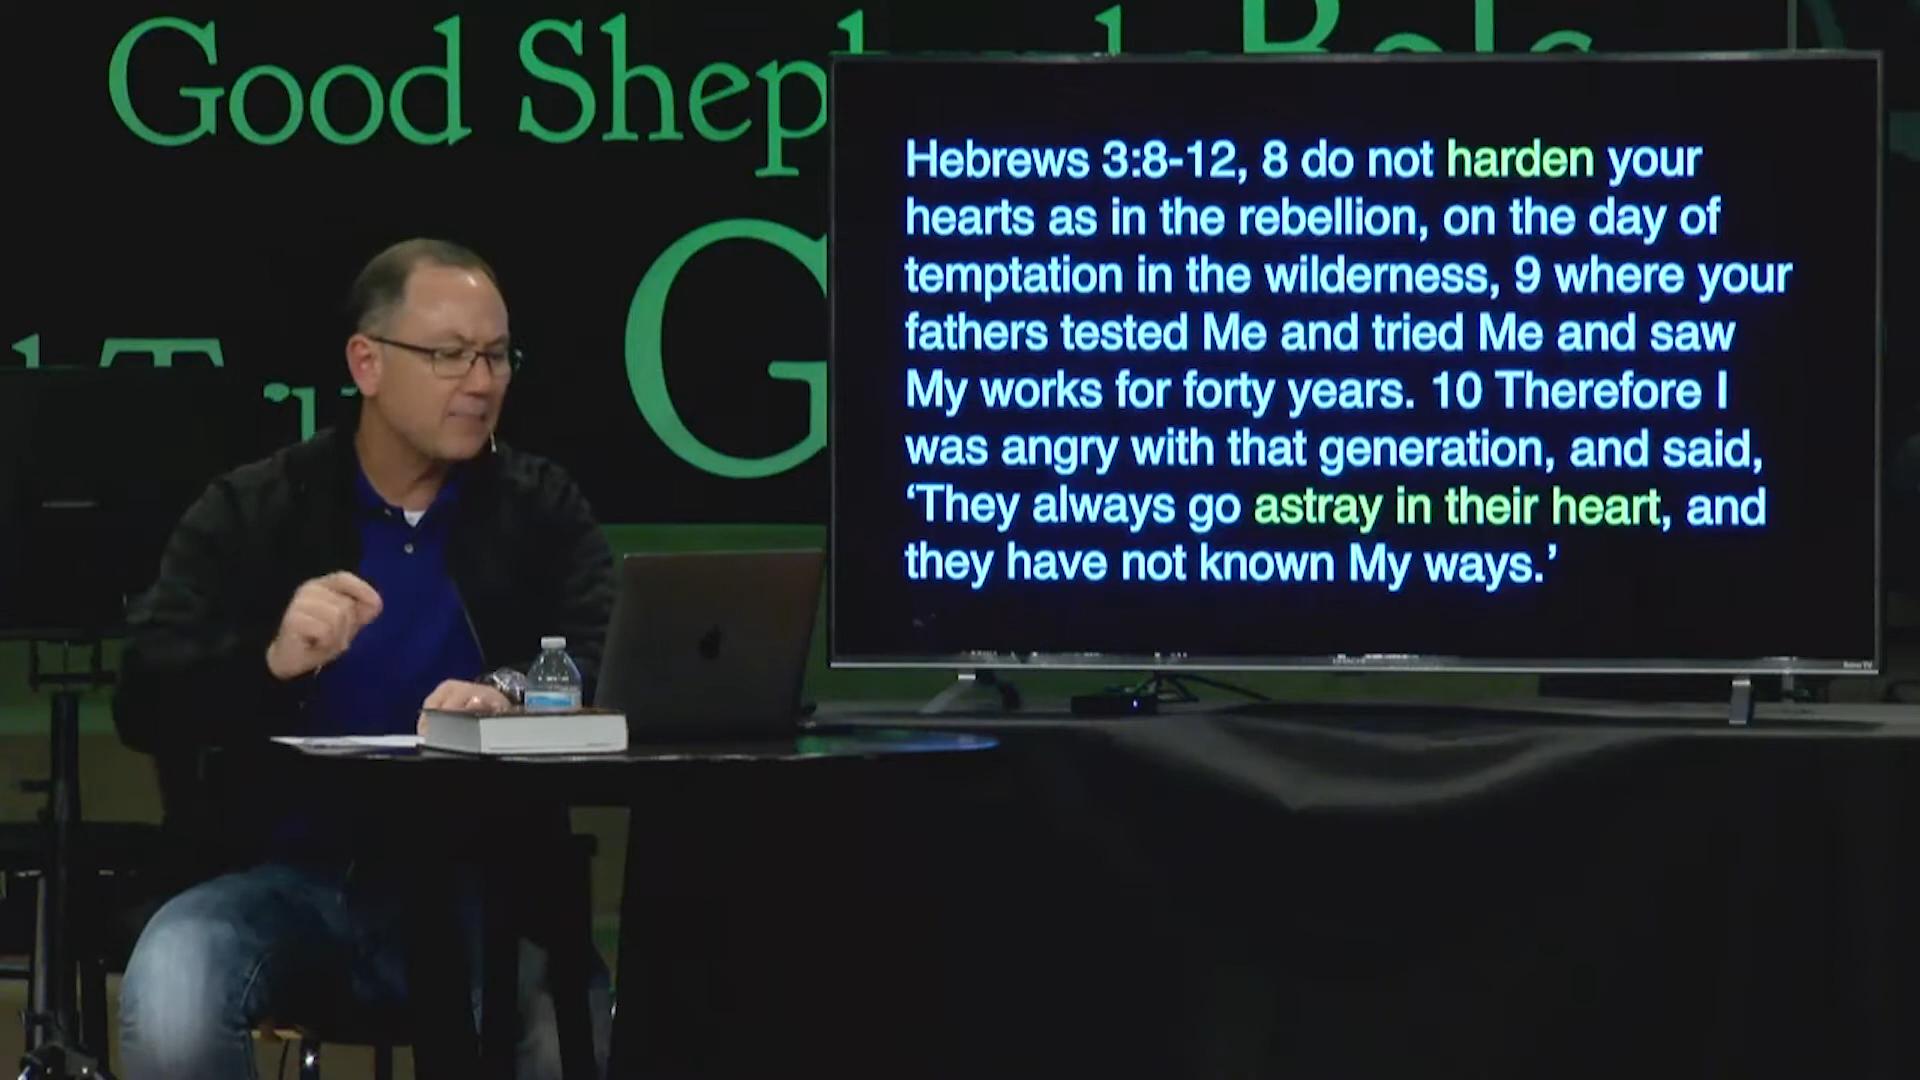 Good Shep
G
Hebrews 3:8-12, 8 do not harden your
hearts as in the rebellion, on the day of
temptation in the wilderness, 9 where your
fathers tested Me and tried Me and saw
My works for forty years. 10 Therefore I
was angry with that generation, and said,
‘They always go astray in their heart, and
they have not known My ways.’